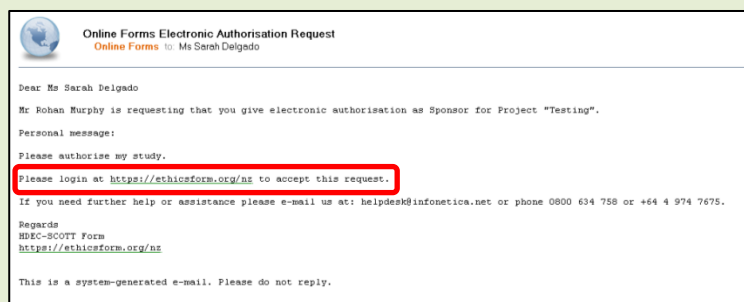 Online Forms Electronic Authorisation Request
Online Forms to: Ms Sarah Delgado
Dear Ms Sarah Delgado
Mr Rohan Murphy is requesting that you give electronic authorisation as Sponsor for Project "Testing".
Personal message:
Please authorise my study.
Please login at https://ethicsform.org/nz to accept this request.
If you need further help or assistance please e-mail us at: helpdesk@infonetica.net or phone 0800 634 758 or +64 4 974 7675.
Regards
HDEC-SCOTT Form
https://ethicsform.org/nz
This is a system-generated e-mail. Please do not reply.